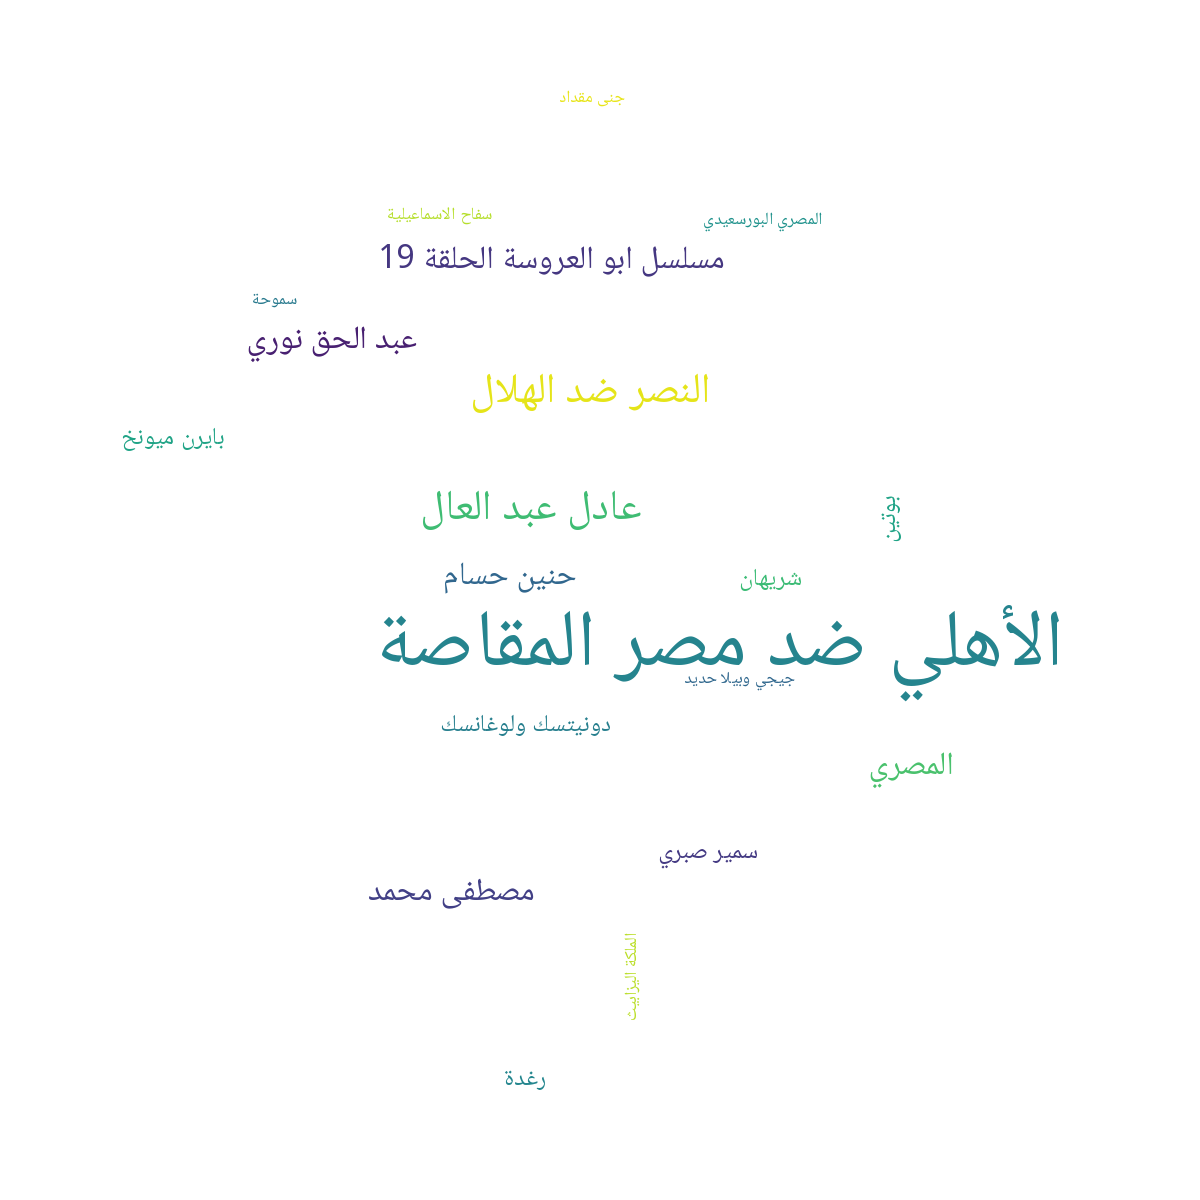 جنى مقداد
سفاح الاسماعيلية
المصري البورسعيدي
مسلسل ابو العروسة الحلقة 19
سموحة
عبد الحق نوري
النصر ضد الهلال
بايرن ميونخ
عادل عبد العال
بوتين
حنين حسام
شريهان
الأهلي ضد مصر المقاصة
جيجي وبيلا حديد
دونيتسك ولوغانسك
المصري
سمير صبري
مصطفى محمد
الملكة اليزابيث
رغدة